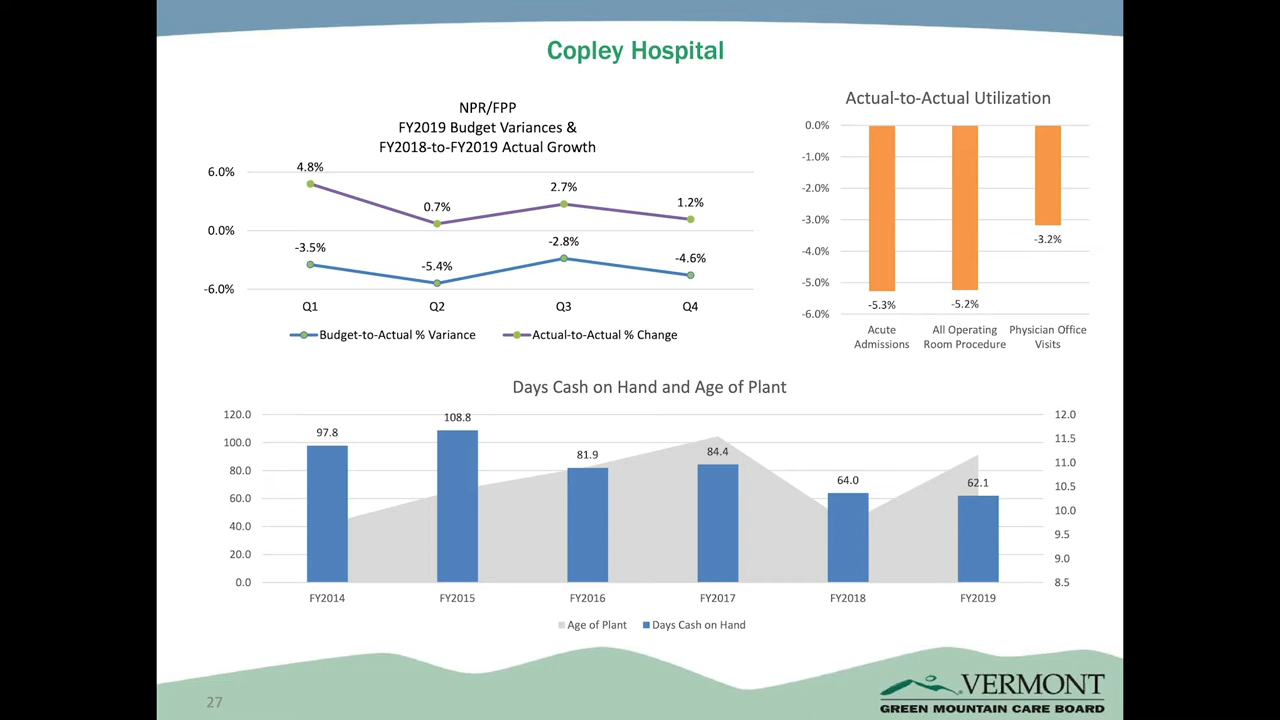 Copley Hospital
NPR/FPP
FY2019 Budget Variances &
FY2018-to-FY2019 Actual Growth
6.0%
0.0%
-6.0%
4.8%
0.7%
2.7%
1.2%
-3.5%
-5.4%
-2.8%
-4.6%
Q1 Q2 Q3 Q4
Budget-to-Actual % Variance Actual-to-Actual % Change
Actual-to-Actual Utilization
0.0%
-1.0%
-2.0%
-3.0%
-4.0%
-5.0%
-6.0%
-5.3%
-5.2%
-3.2%
Acute
Admissions
All Operating
Room Procedure
Physician Office
Visits
Days Cash on Hand and Age of Plant
120.0
100.0
80.0
60.0
40.0
20.0
0.0
97.8
108.8
81.9
84.4
64.0
62.1
12.0
11.5
11.0
10.5
10.0
9.5
9.0
8.5
FY2014 FY2015 FY2016 FY2017 FY2018 FY2019
Age of Plant Days Cash on Hand
27
VERMONT
GREEN MOUNTAIN CARE BOARD